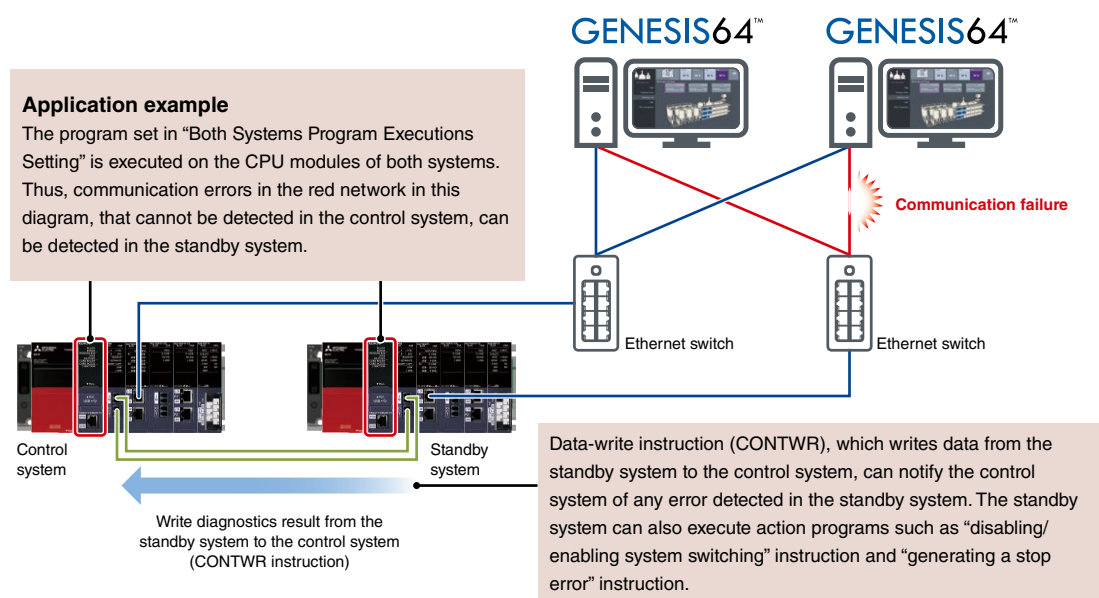 GENESIS64™
GENESIS64™
Application example
The program set in “Both Systems Program Executions
Setting” is executed on the CPU modules of both systems.
Thus, communication errors in the red network in this
diagram, that cannot be detected in the control system, can
be detected in the standby system.
Communication failure
Ethernet switch
Ethernet switch
Control
system
Standby
system
Write diagnostics result from the
standby system to the control system
(CONTWR instruction)
Data-write instruction (CONTWR), which writes data from the
standby system to the control system, can notify the control
system of any error detected in the standby system. The standby
system can also execute action programs such as “disabling/
enabling system switching” instruction and “generating a stop
error” instruction.